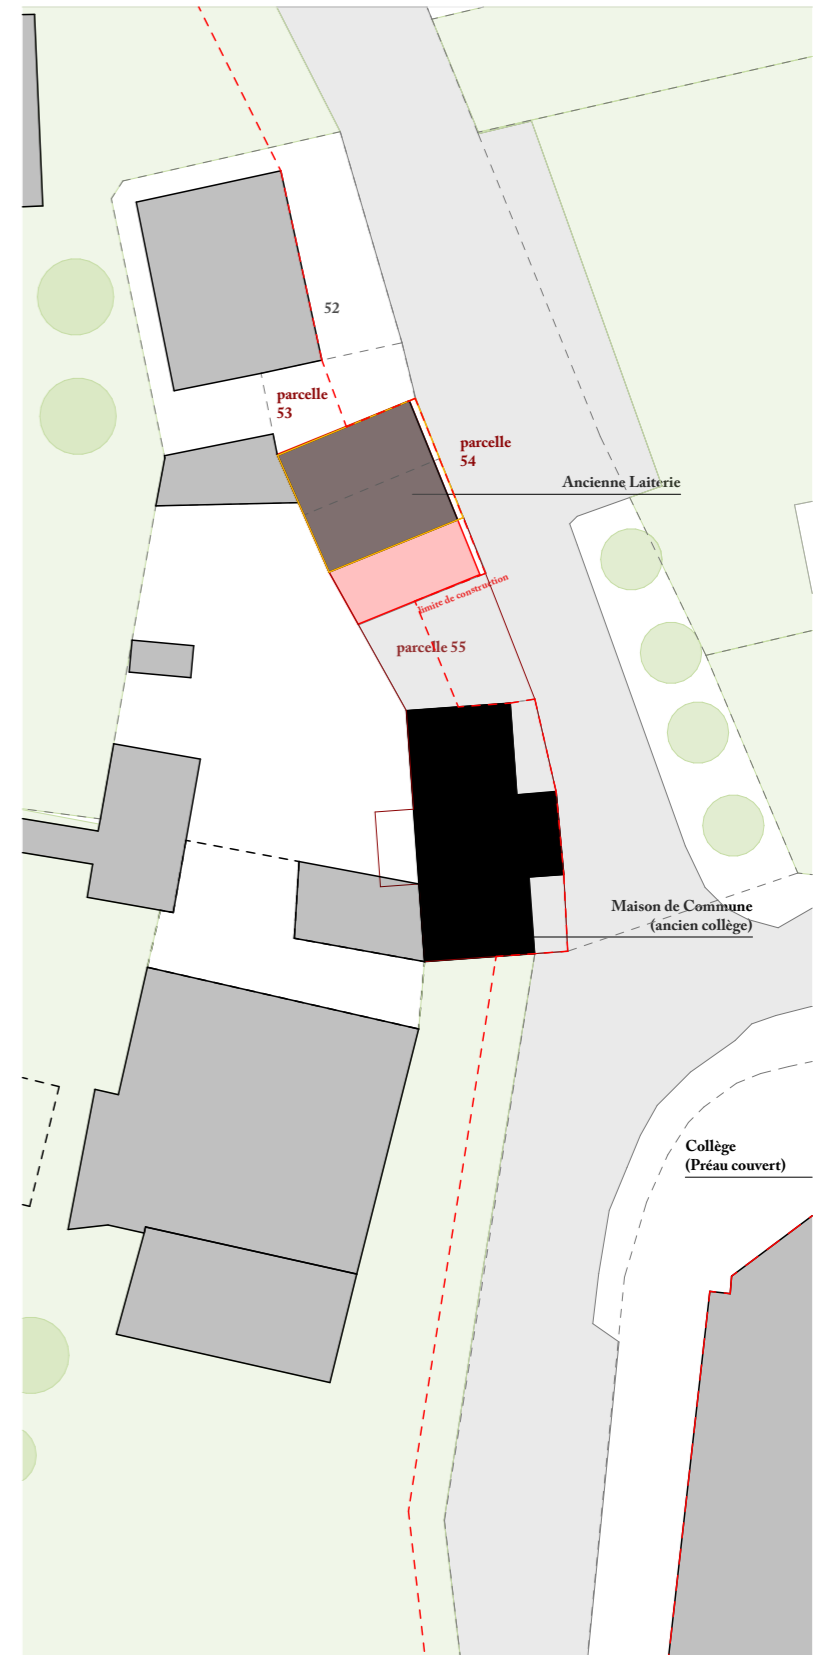 52
parcelle
53
parcelle
54
Ancienne Laiterie
limite de construction
parcelle 55
Maison de Commune
(ancien collège)
Collège
(Préau couvert)